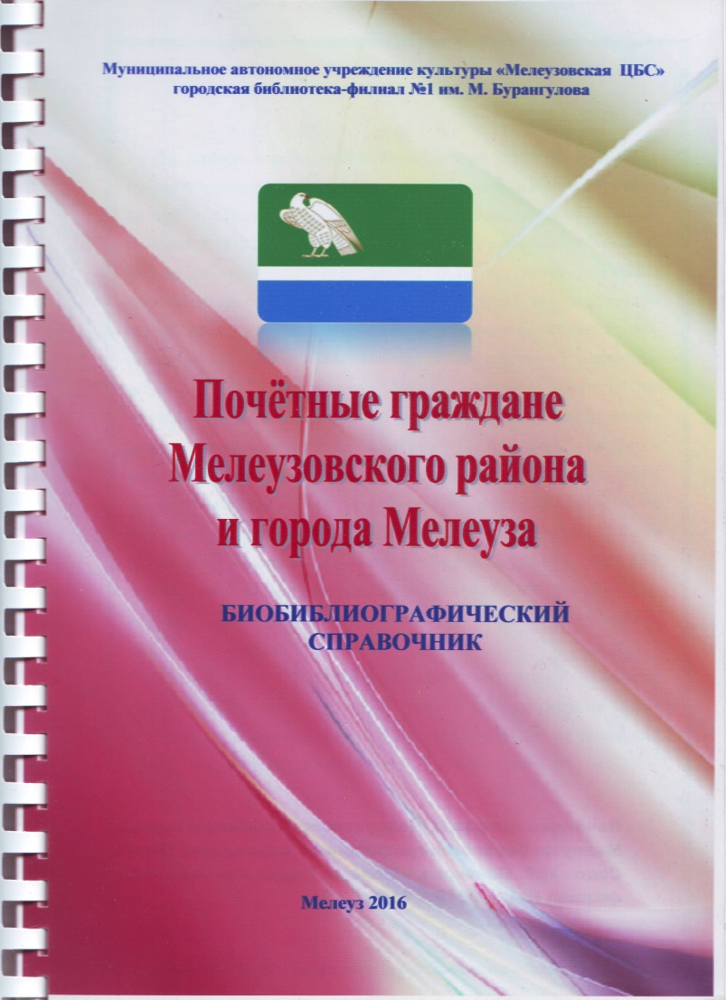 Муниципальное автономное учреждение культуры «Мелеузовская ЦБС»
городская библиотека-филиал №1 им. М. Бурангулова
Почётные граждане
Мелеузовского района
и города Мелеуза
БИОБИБЛИОГРАФИЧЕСКИЙ
СПРАВОЧНИК
Мелеуз 2016